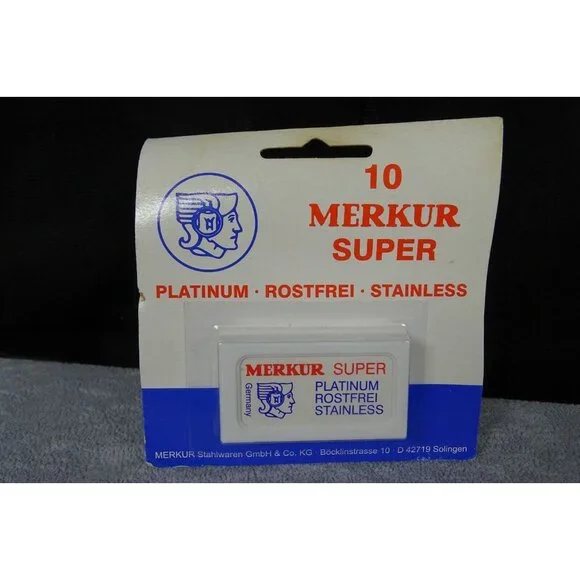 10
MERKUR
SUPER
PLATINUM · ROSTFREI · STAINLESS
MERKUR SUPER
Germany
PLATINUM
ROSTFREI
STAINLESS
MERKUR Stahlwaren GmbH & Co. KG · Böcklinstrasse 10 · D 42719 Solingen